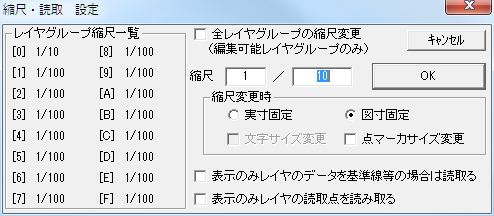 縮尺・読取　設定
レイヤグループ縮尺一覧
[0] 1/10 [8] 1/100
[1] 1/100 [9] 1/100
[2] 1/100 [A] 1/100
[3] 1/100 [B] 1/100
[4] 1/100 [C] 1/100
[5] 1/100 [D] 1/100
[6] 1/100 [E] 1/100
[7] 1/100 [F] 1/100
全レイヤグループの縮尺変更
(編集可能レイヤグループのみ)
キャンセル
縮尺 1 ／ 10
OK
縮尺変更時
実寸固定 図寸固定
文字サイズ変更 点マーカサイズ変更
表示のみレイヤのデータを基準線等の場合は読取る
表示のみレイヤの読取点を読み取る